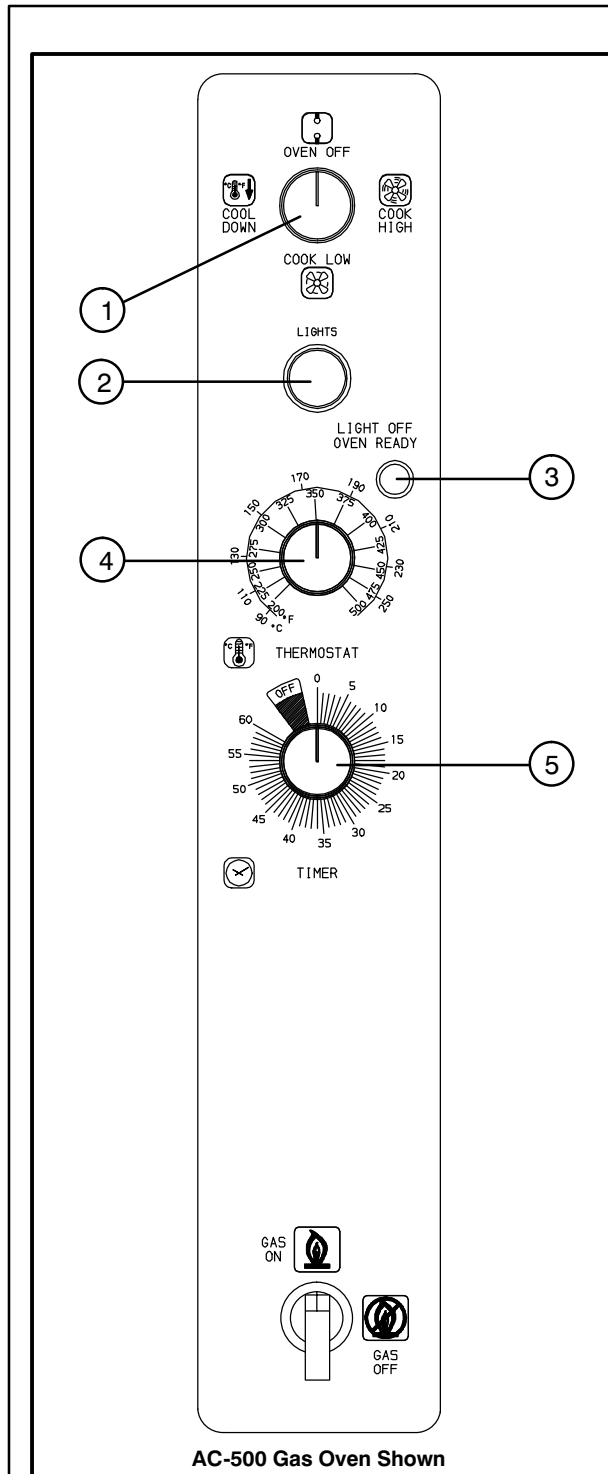 OVEN OFF
°C °F
COOL
DOWN
COOK
HIGH
COOK LOW
1
LIGHTS
2
LIGHT OFF
OVEN READY
3
90 110 130 150 170 190 210 230 250
200 225 250 275 300 325 350 375 400 425 450 475 500
°F
°C
4
°C °F
THERMOSTAT
OFF
0 5 10 15 20 25 30 35 40 45 50 55 60
5
TIMER
GAS
ON
GAS
OFF
AC-500 Gas Oven Shown